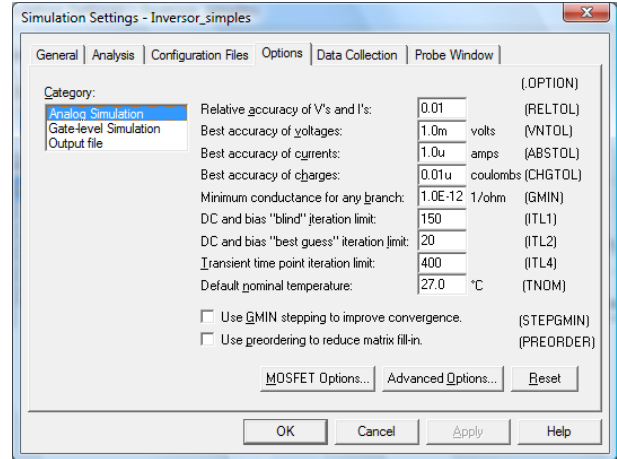 Simulation Settings - Inversor_simples
General Analysis Configuration Files Options Data Collection Probe Window
(.OPTION)
Category:
Analog Simulation
Gate-level Simulation
Output file
Relative accuracy of V's and I's: 0.01 (RELTOL)
Best accuracy of voltages: 1.0m volts (VNTOL)
Best accuracy of currents: 1.0u amps (ABSTOL)
Best accuracy of charges: 0.01u coulombs (CHGTOL)
Minimum conductance for any branch: 1.0E-12 1/ohm (GMIN)
DC and bias "blind" iteration limit: 150 (ITL1)
DC and bias "best guess" iteration limit: 20 (ITL2)
Transient time point iteration limit: 400 (ITL4)
Default nominal temperature: 27.0 °C (TNOM)
Use GMIN stepping to improve convergence. (STEPGMIN)
Use preordering to reduce matrix fill-in. (PREORDER)
MOSFET Options... Advanced Options... Reset
OK Cancel Apply Help